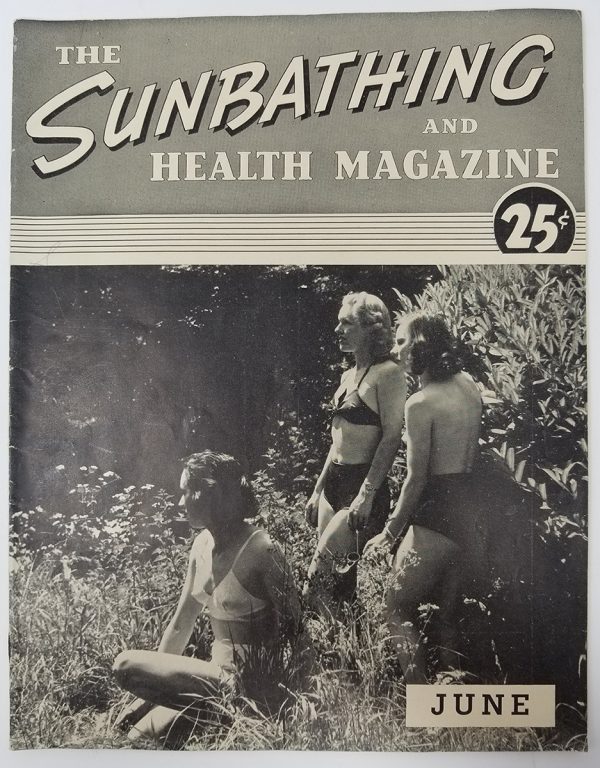 THE
SUNBATHING
AND
HEALTH MAGAZINE
25¢
JUNE